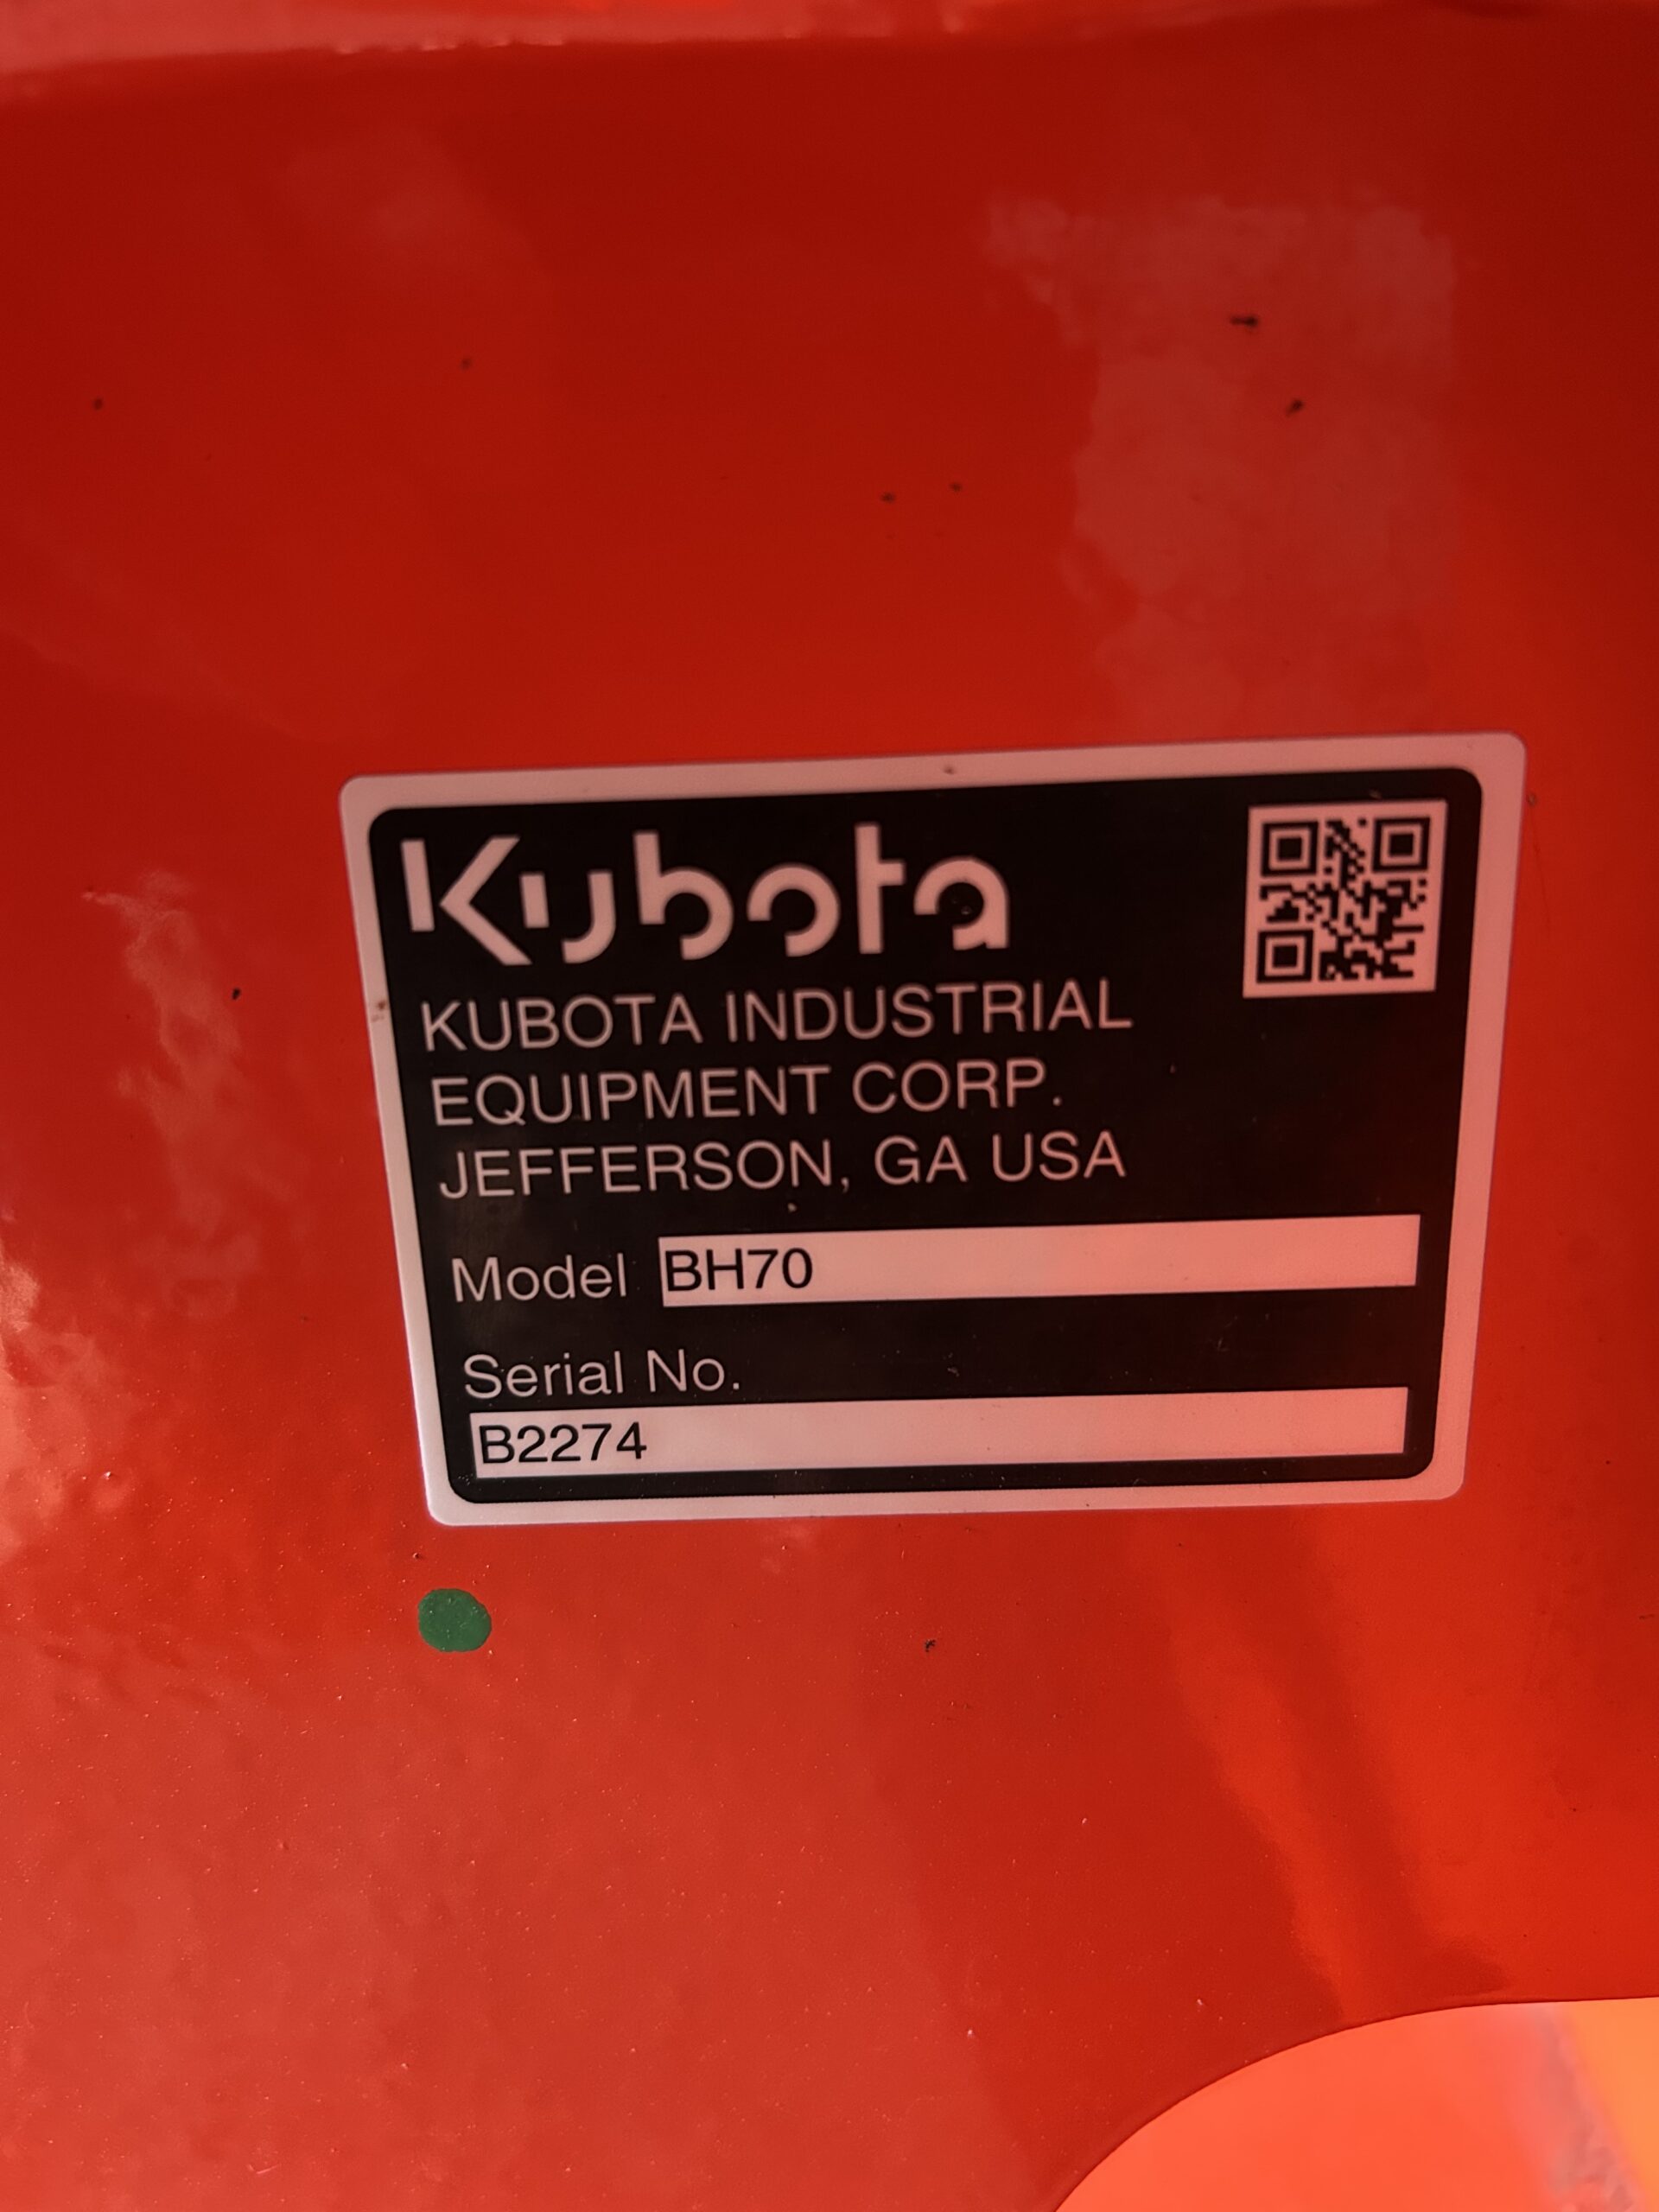 Kubota
KUBOTA INDUSTRIAL
EQUIPMENT CORP.
JEFFERSON, GA USA
Model BH70
Serial No.
B2274